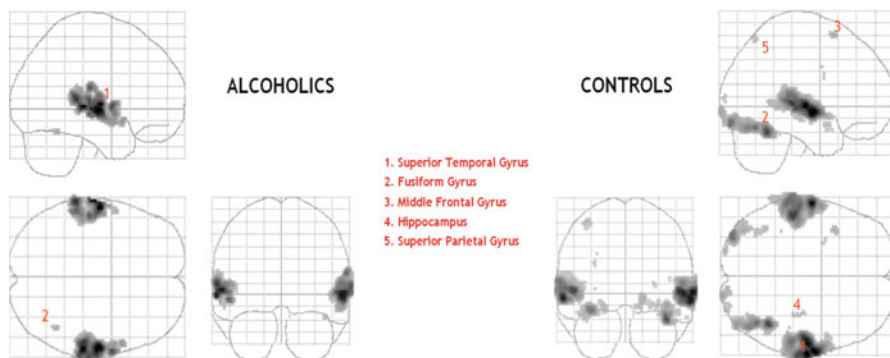 1
3
5
ALCOHOLICS
CONTROLS
2
1. Superior Temporal Gyrus
2. Fusiform Gyrus
3. Middle Frontal Gyrus
4. Hippocampus
5. Superior Parietal Gyrus
4
2
1